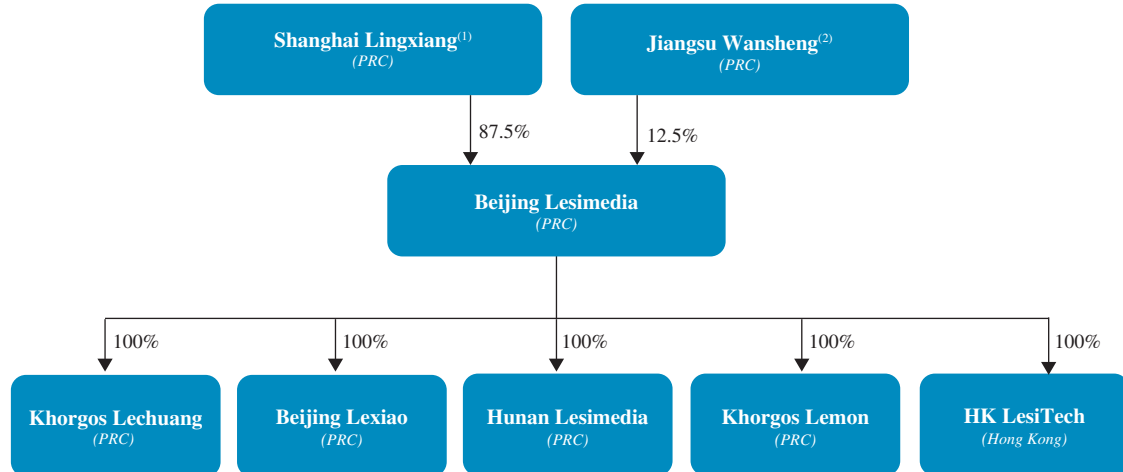 Shanghai Lingxiang(1)
(PRC)
Jiangsu Wansheng(2)
(PRC)
87.5%
12.5%
Beijing Lesimedia
(PRC)
100%
100%
100%
100%
100%
Khorgos Lechuang
(PRC)
Beijing Lexiao
(PRC)
Hunan Lesimedia
(PRC)
Khorgos Lemon
(PRC)
HK LesiTech
(Hong Kong)